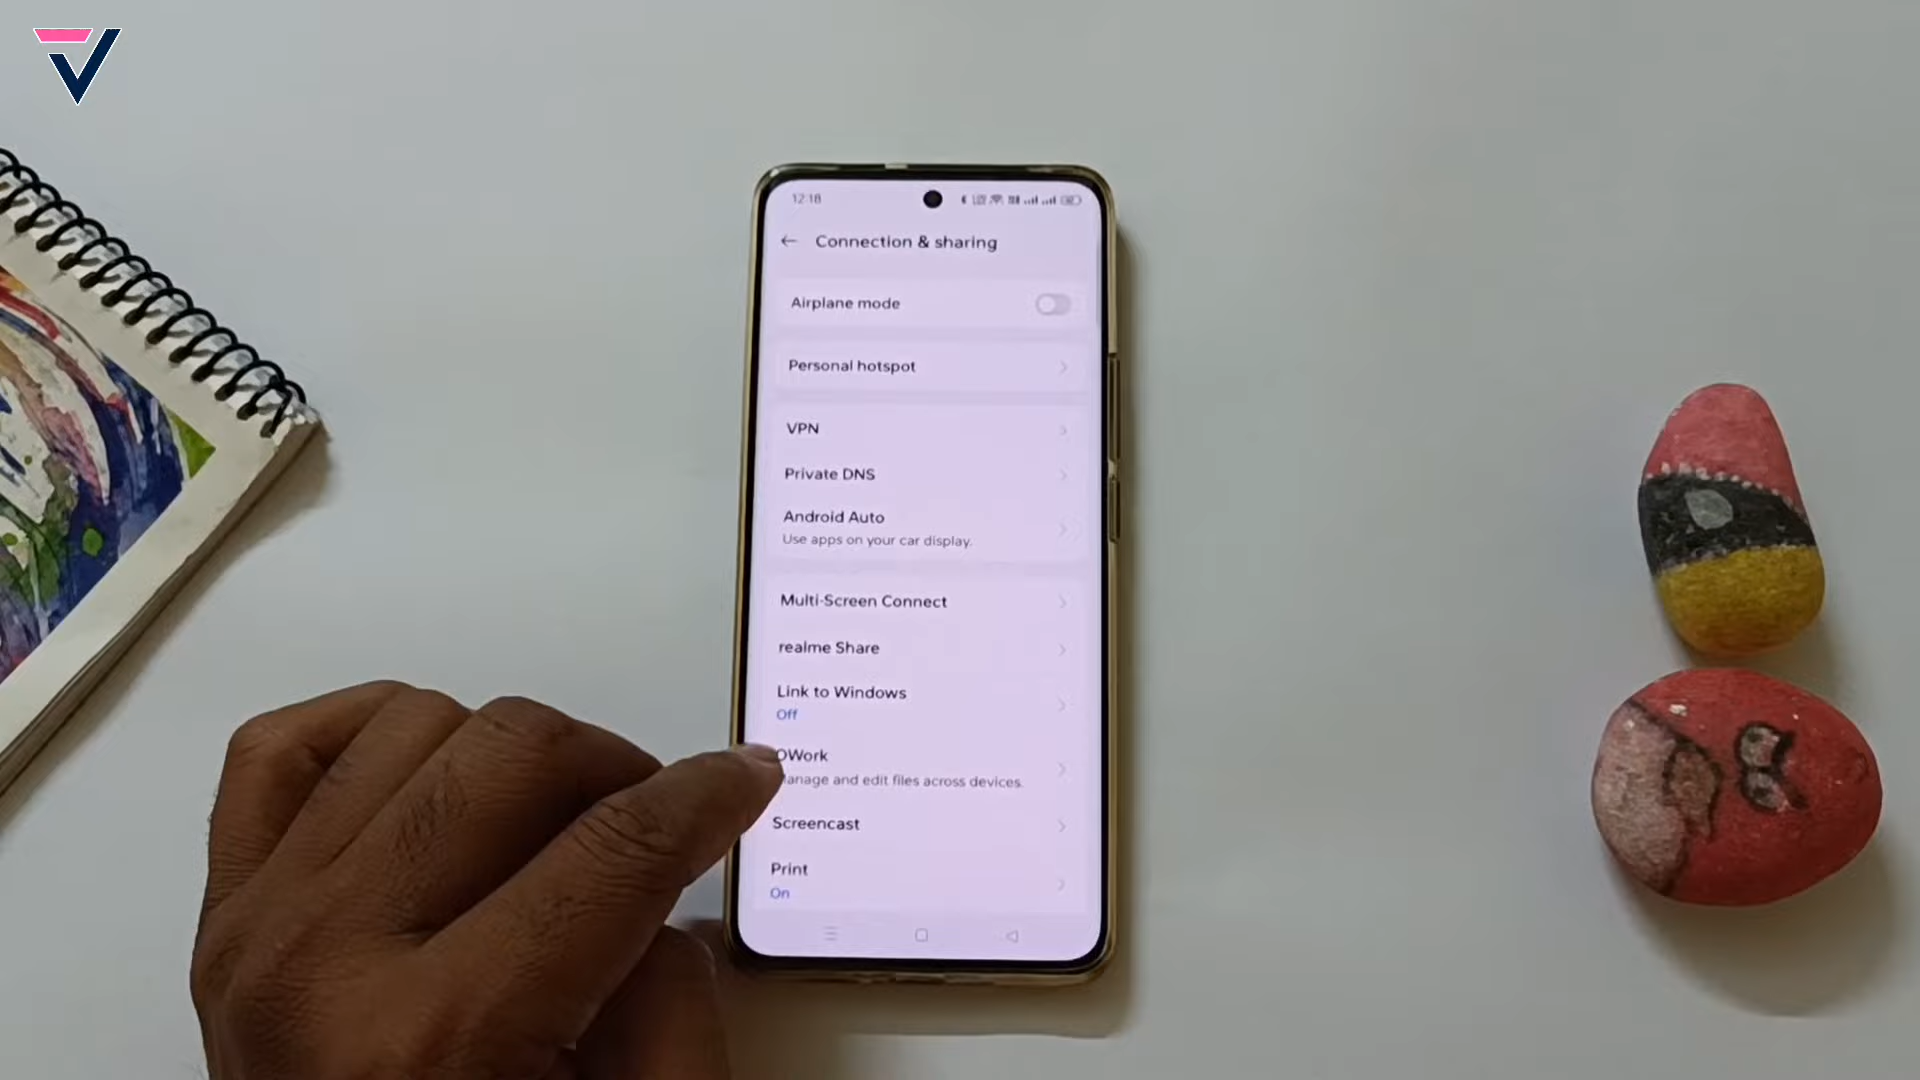 12:18
Connection & sharing
Airplane mode
Personal hotspot
VPN
Private DNS
Android Auto
Use apps on your car display.
Multi-Screen Connect
realme Share
Link to Windows
Off
OWork
anage and edit files across devices.
Screencast
Print
On